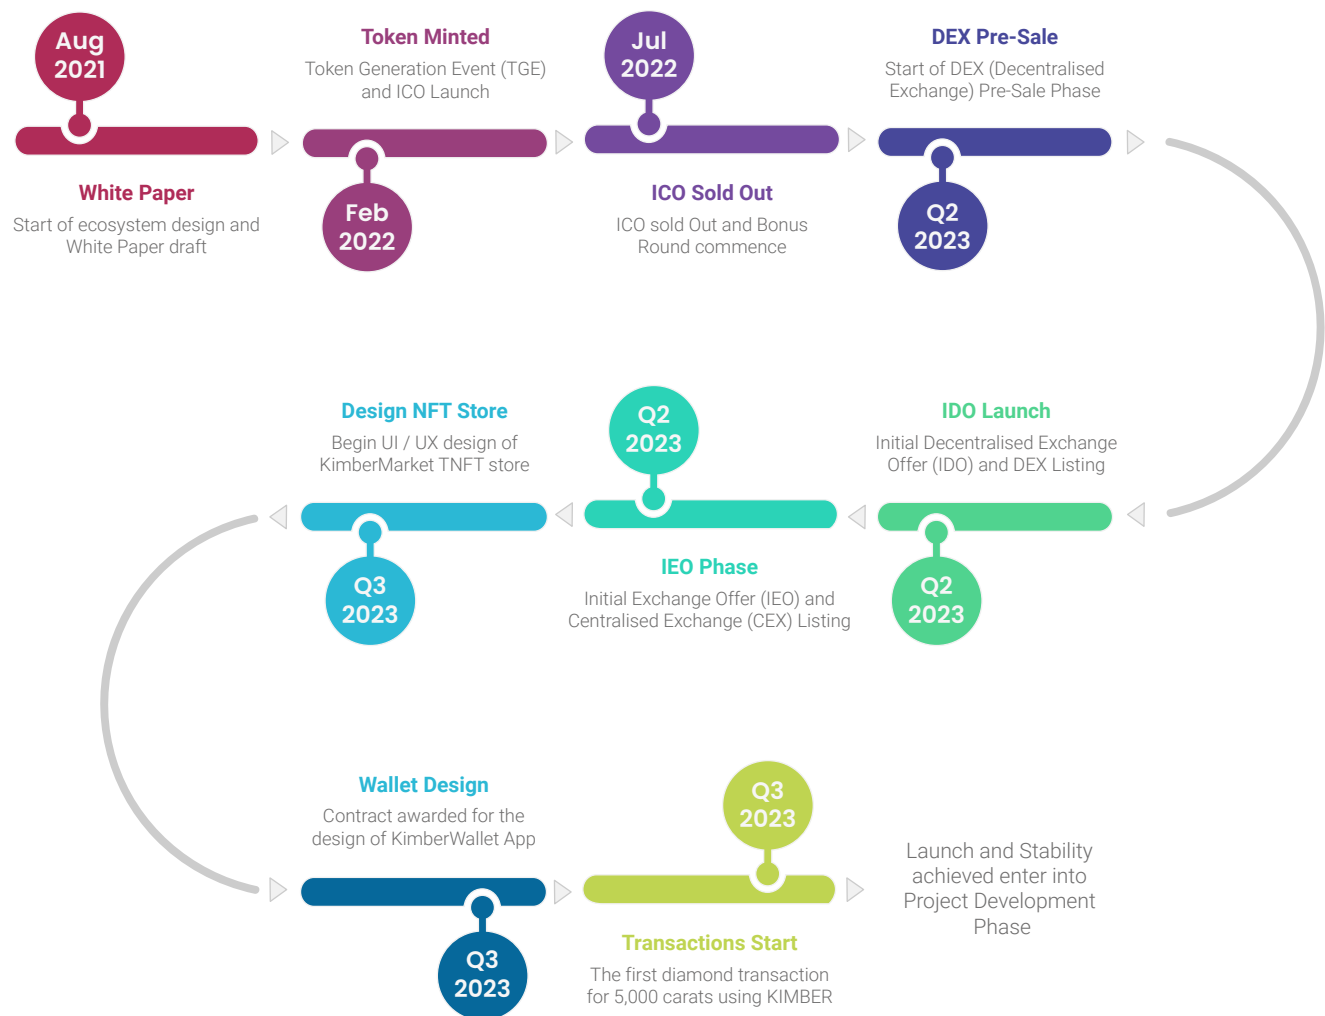 Aug
2021
White Paper
Start of ecosystem design and
White Paper draft
Token Minted
Token Generation Event (TGE)
and ICO Launch
Feb
2022
Jul
2022
ICO Sold Out
ICO sold Out and Bonus
Round commence
DEX Pre-Sale
Start of DEX (Decentralised
Exchange) Pre-Sale Phase
Q2
2023
IDO Launch
Initial Decentralised Exchange
Offer (IDO) and DEX Listing
Q2
2023
Q2
2023
IEO Phase
Initial Exchange Offer (IEO) and
Centralised Exchange (CEX) Listing
Design NFT Store
Begin UI / UX design of
KimberMarket TNFT store
Q3
2023
Wallet Design
Contract awarded for the
design of KimberWallet App
Q3
2023
Q3
2023
Transactions Start
The first diamond transaction
for 5,000 carats using KIMBER
Launch and Stability
achieved enter into
Project Development
Phase